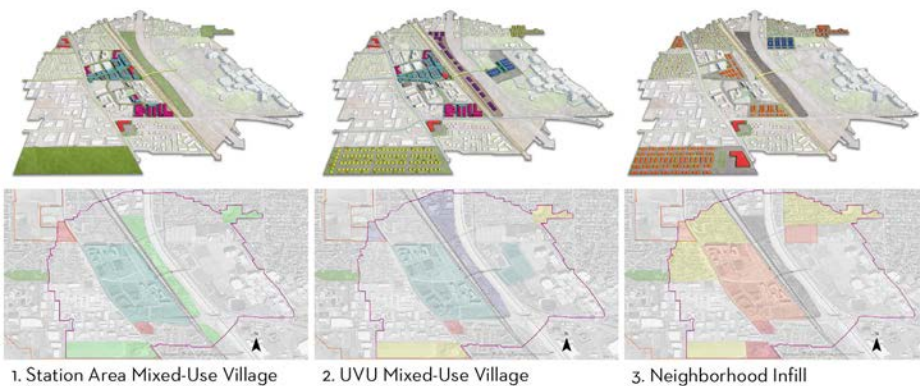 1. Station Area Mixed-Use Village
2. UVU Mixed-Use Village
3. Neighborhood Infill